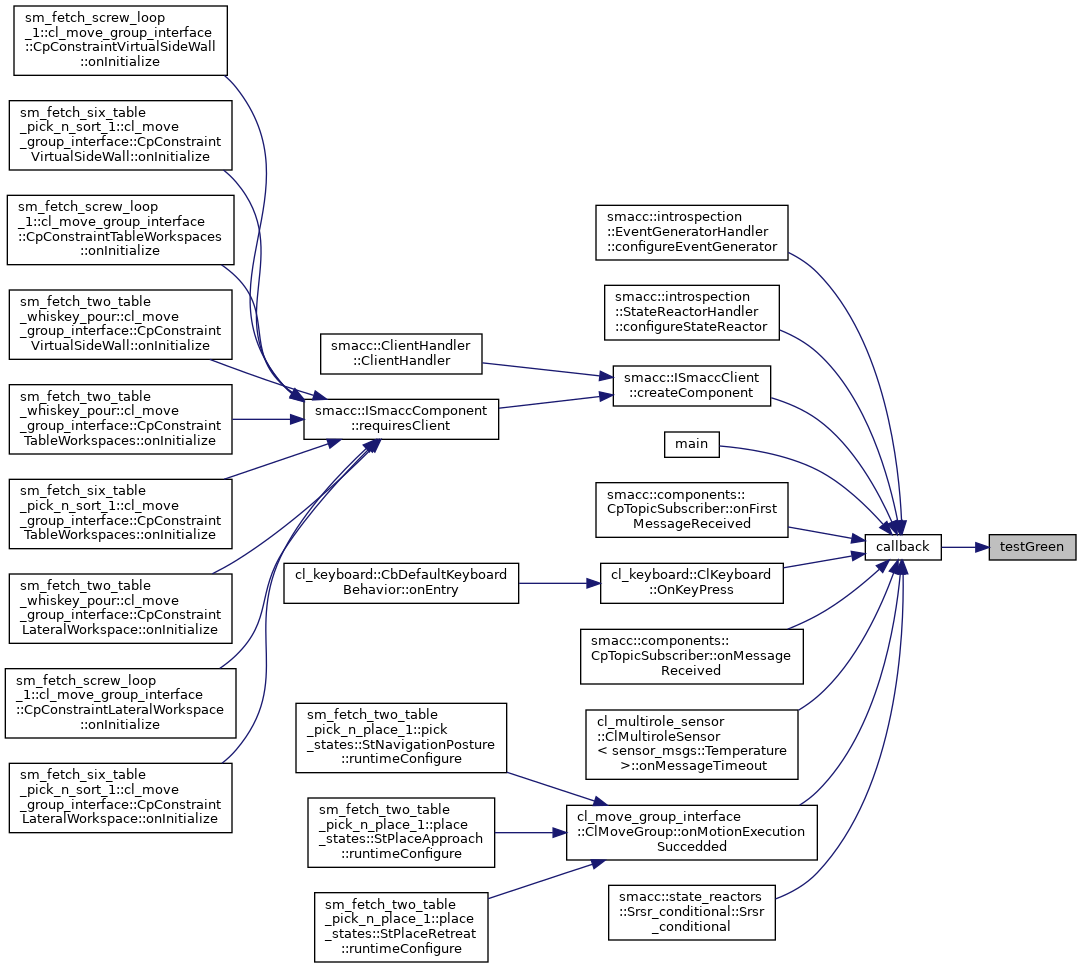 sm_fetch_screw_loop
_1::cl_move_group_interface
::CpConstraintVirtualSideWall
::onInitialize
sm_fetch_six_table
_pick_n_sort_1::cl_move
_group_interface::CpConstraint
VirtualSideWall::onInitialize
sm_fetch_screw_loop
_1::cl_move_group_interface
::CpConstraintTableWorkspaces
::onInitialize
sm_fetch_two_table
_whiskey_pour::cl_move
_group_interface::CpConstraint
VirtualSideWall::onInitialize
sm_fetch_two_table
_whiskey_pour::cl_move
_group_interface::CpConstraint
TableWorkspaces::onInitialize
sm_fetch_six_table
_pick_n_sort_1::cl_move
_group_interface::CpConstraint
TableWorkspaces::onInitialize
sm_fetch_two_table
_whiskey_pour::cl_move
_group_interface::CpConstraint
LateralWorkspace::onInitialize
sm_fetch_screw_loop
_1::cl_move_group_interface
::CpConstraintLateralWorkspace
::onInitialize
sm_fetch_six_table
_pick_n_sort_1::cl_move
_group_interface::CpConstraint
LateralWorkspace::onInitialize
smacc::ClientHandler
::ClientHandler
smacc::ISmaccComponent
::requiresClient
cl_keyboard::CbDefaultKeyboard
Behavior::onEntry
sm_fetch_two_table
_pick_n_place_1::pick
_states::StNavigationPosture
::runtimeConfigure
sm_fetch_two_table
_pick_n_place_1::place
_states::StPlaceApproach
::runtimeConfigure
sm_fetch_two_table
_pick_n_place_1::place
_states::StPlaceRetreat
::runtimeConfigure
smacc::introspection
::EventGeneratorHandler
::configureEventGenerator
smacc::introspection
::StateReactorHandler
::configureStateReactor
smacc::ISmaccClient
::createComponent
main
smacc::components::
CpTopicSubscriber::onFirst
MessageReceived
cl_keyboard::ClKeyboard
::OnKeyPress
smacc::components::
CpTopicSubscriber::onMessage
Received
cl_multirole_sensor
::ClMultiroleSensor
< sensor_msgs::Temperature
>::onMessageTimeout
cl_move_group_interface
::ClMoveGroup::onMotionExecution
Succedded
smacc::state_reactors
::Srsr_conditional::Srsr
_conditional
callback
testGreen